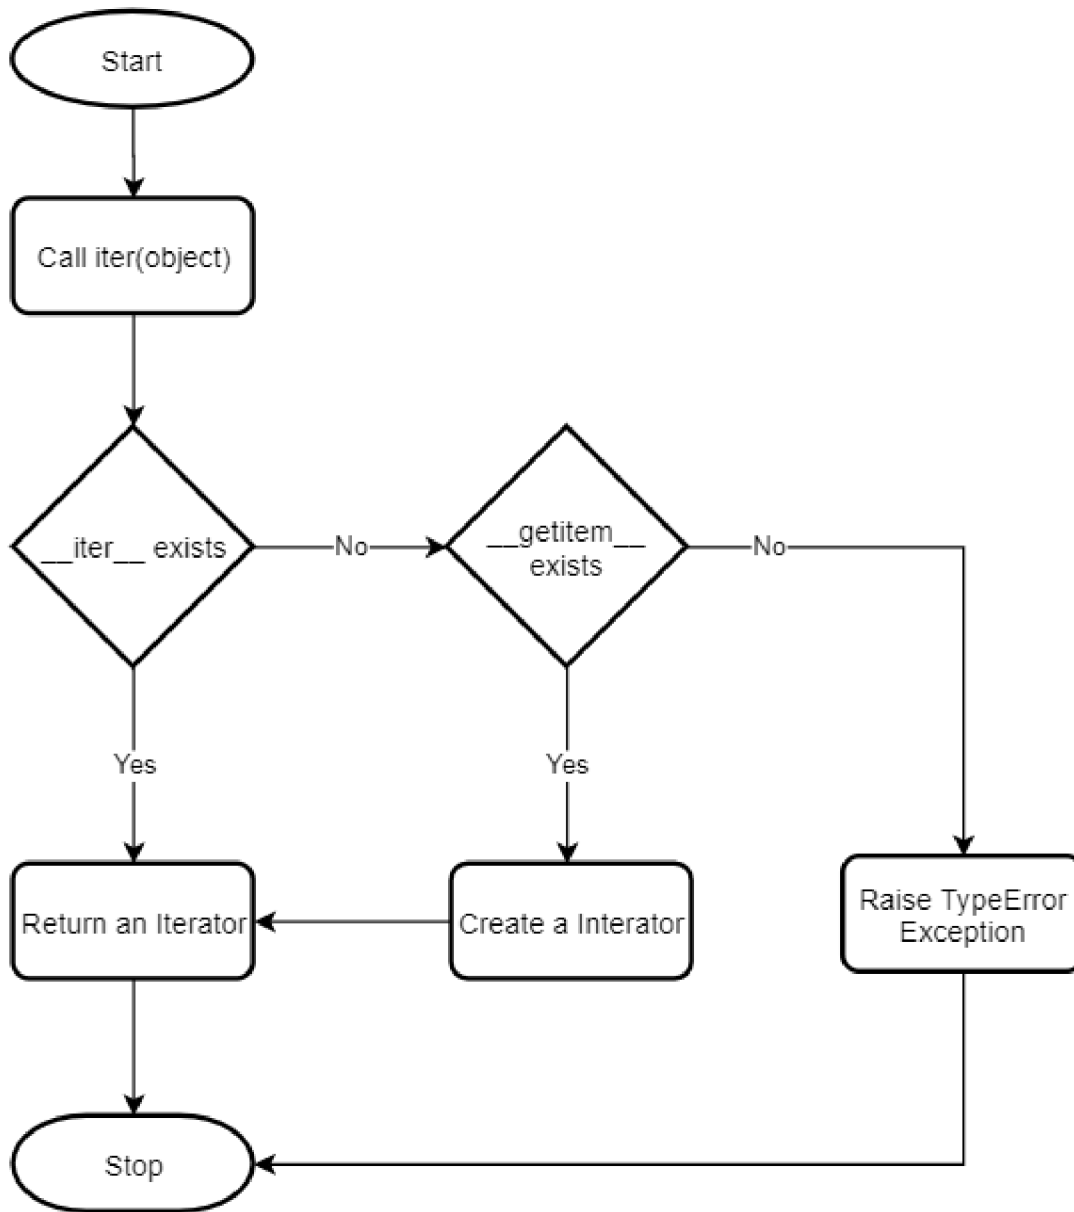 Start
Call iter(object)
__iter__ exists
No
__getitem__
exists
No
Yes
Yes
Return an Iterator
Create a Interator
Raise TypeError
Exception
Stop